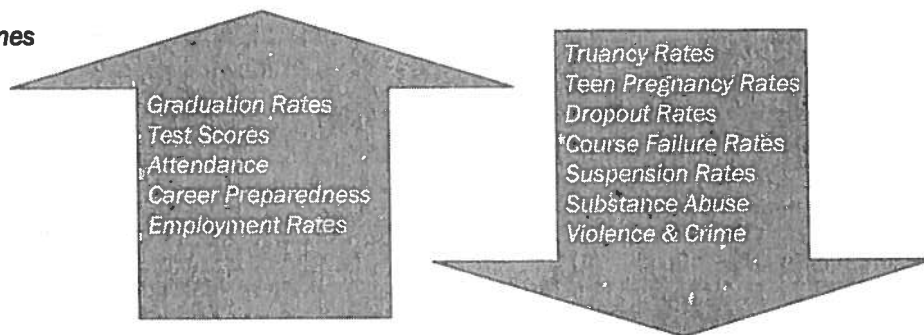 Graduation Rates
Test Scores
Attendance
Career Preparedness
Employment Rates
Truancy Rates
Teen Pregnancy Rates
Dropout Rates
*Course Failure Rates
Suspension Rates
Substance Abuse
Violence & Crime